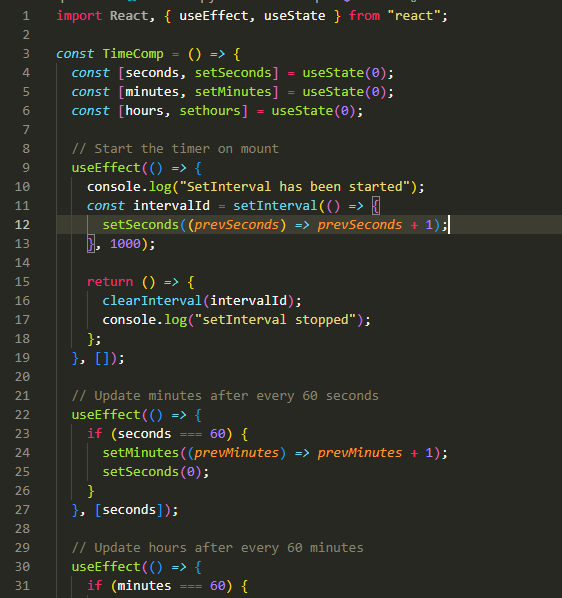 1 import React, { useEffect, useState } from "react";
2
3 const TimeComp = () => {
4 const [seconds, setSeconds] = useState(0);
5 const [minutes, setMinutes] = useState(0);
6 const [hours, sethours] = useState(0);
7
8 // Start the timer on mount
9 useEffect(() => {
10 console.log("SetInterval has been started");
11 const intervalId = setInterval(() => {
12 setSeconds((prevSeconds) => prevSeconds + 1);
13 }, 1000);
14
15 return () => {
16 clearInterval(intervalId);
17 console.log("setInterval stopped");
18 };
19 }, []);
20
21 // Update minutes after every 60 seconds
22 useEffect(() => {
23 if (seconds === 60) {
24 setMinutes((prevMinutes) => prevMinutes + 1);
25 setSeconds(0);
26 }
27 }, [seconds]);
28
29 // Update hours after every 60 minutes
30 useEffect(() => {
31 if (minutes === 60) {